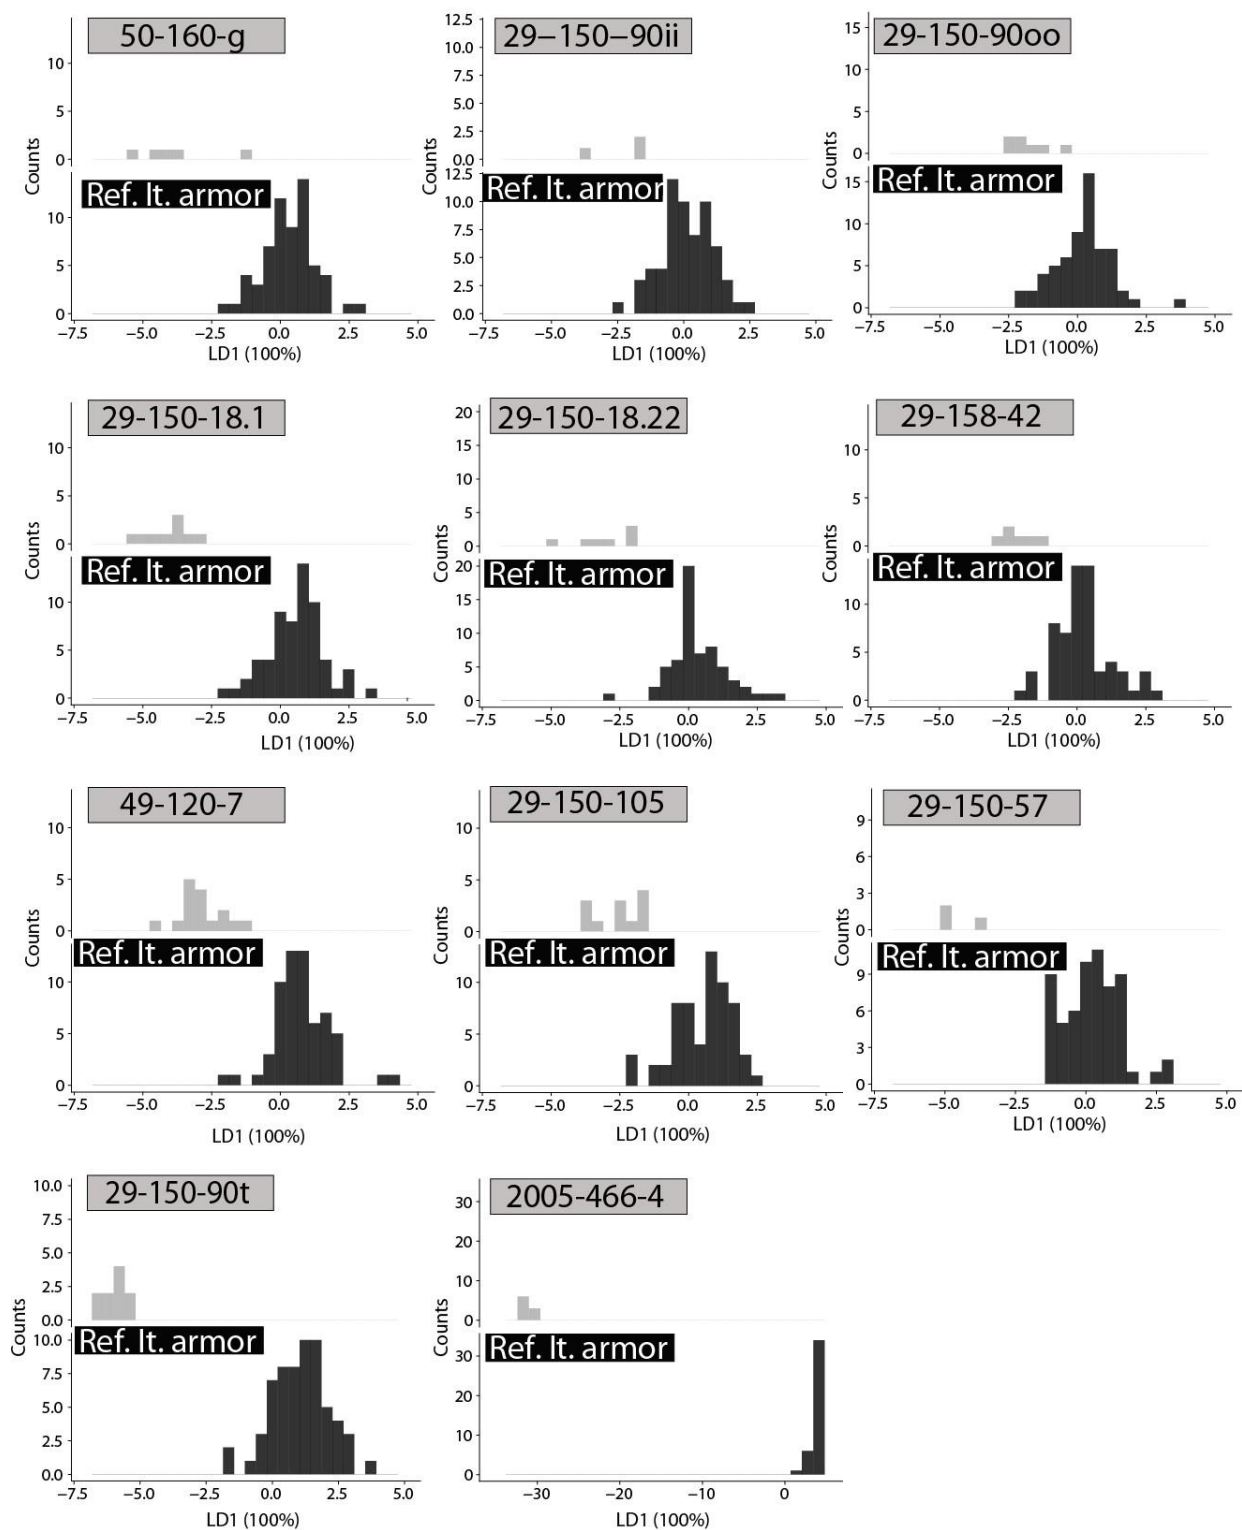 50-160-g
10
5
0
Counts
Ref. It. armor
10
5
0
−7.5 −5.0 −2.5 0.0 2.5 5.0
LD1 (100%)
29−150−90ii
12.5
10.0
7.5
5.0
2.5
0.0
Counts
Ref. It. armor
12.5
10.0
7.5
5.0
2.5
0.0
−7.5 −5.0 −2.5 0.0 2.5 5.0
LD1 (100%)
29-150-90oo
15
10
5
0
Counts
Ref. It. armor
15
10
5
0
−7.5 −5.0 −2.5 0.0 2.5 5.0
LD1 (100%)
29-150-18.1
10
5
0
Counts
Ref. It. armor
10
5
0
−7.5 −5.0 −2.5 0.0 2.5 5.0
LD1 (100%)
29-150-18.22
20
15
10
5
0
Counts
Ref. It. armor
20
15
10
5
0
−7.5 −5.0 −2.5 0.0 2.5 5.0
LD1 (100%)
29-158-42
10
5
0
Counts
Ref. It. armor
10
5
0
−7.5 −5.0 −2.5 0.0 2.5 5.0
LD1 (100%)
49-120-7
10
5
0
Counts
Ref. It. armor
10
5
0
−7.5 −5.0 −2.5 0.0 2.5 5.0
LD1 (100%)
29-150-105
10
5
0
Counts
Ref. It. armor
10
5
0
−7.5 −5.0 −2.5 0.0 2.5 5.0
LD1 (100%)
29-150-57
9
6
3
0
Counts
Ref. It. armor
9
6
3
0
−7.5 −5.0 −2.5 0.0 2.5 5.0
LD1 (100%)
29-150-90t
10.0
7.5
5.0
2.5
0.0
Counts
Ref. It. armor
10.0
7.5
5.0
2.5
0.0
−7.5 −5.0 −2.5 0.0 2.5 5.0
LD1 (100%)
2005-466-4
30
20
10
0
Counts
Ref. It. armor
30
20
10
0
−30 −20 −10 0
LD1 (100%)